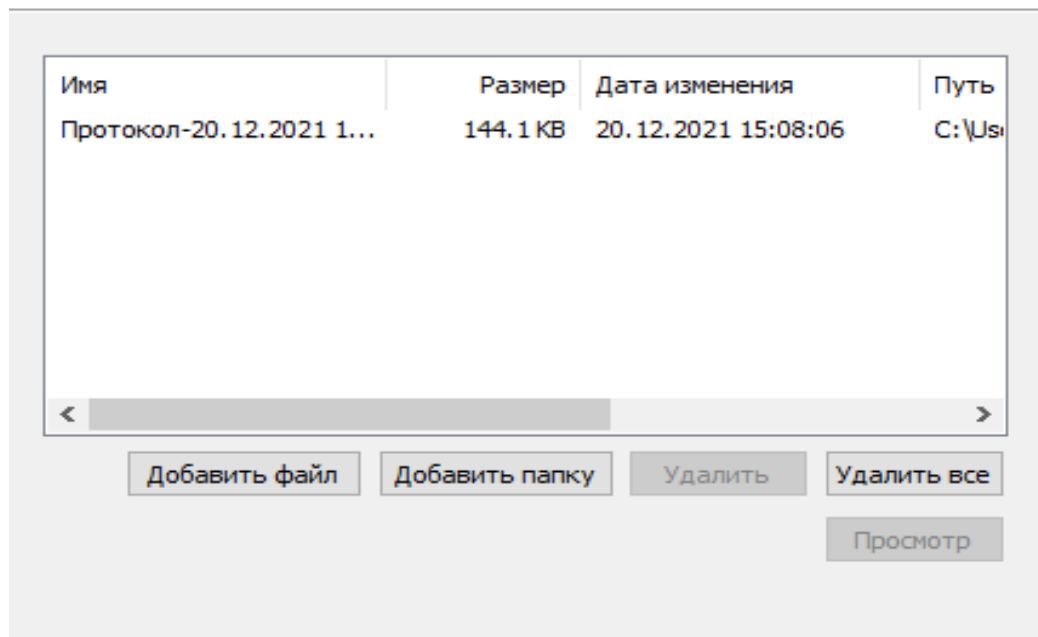 Имя Размер Дата изменения Путь
Протокол-20.12.2021 1... 144.1 KB 20.12.2021 15:08:06 C:\Us
Добавить файл Добавить папку Удалить Удалить все
Просмотр